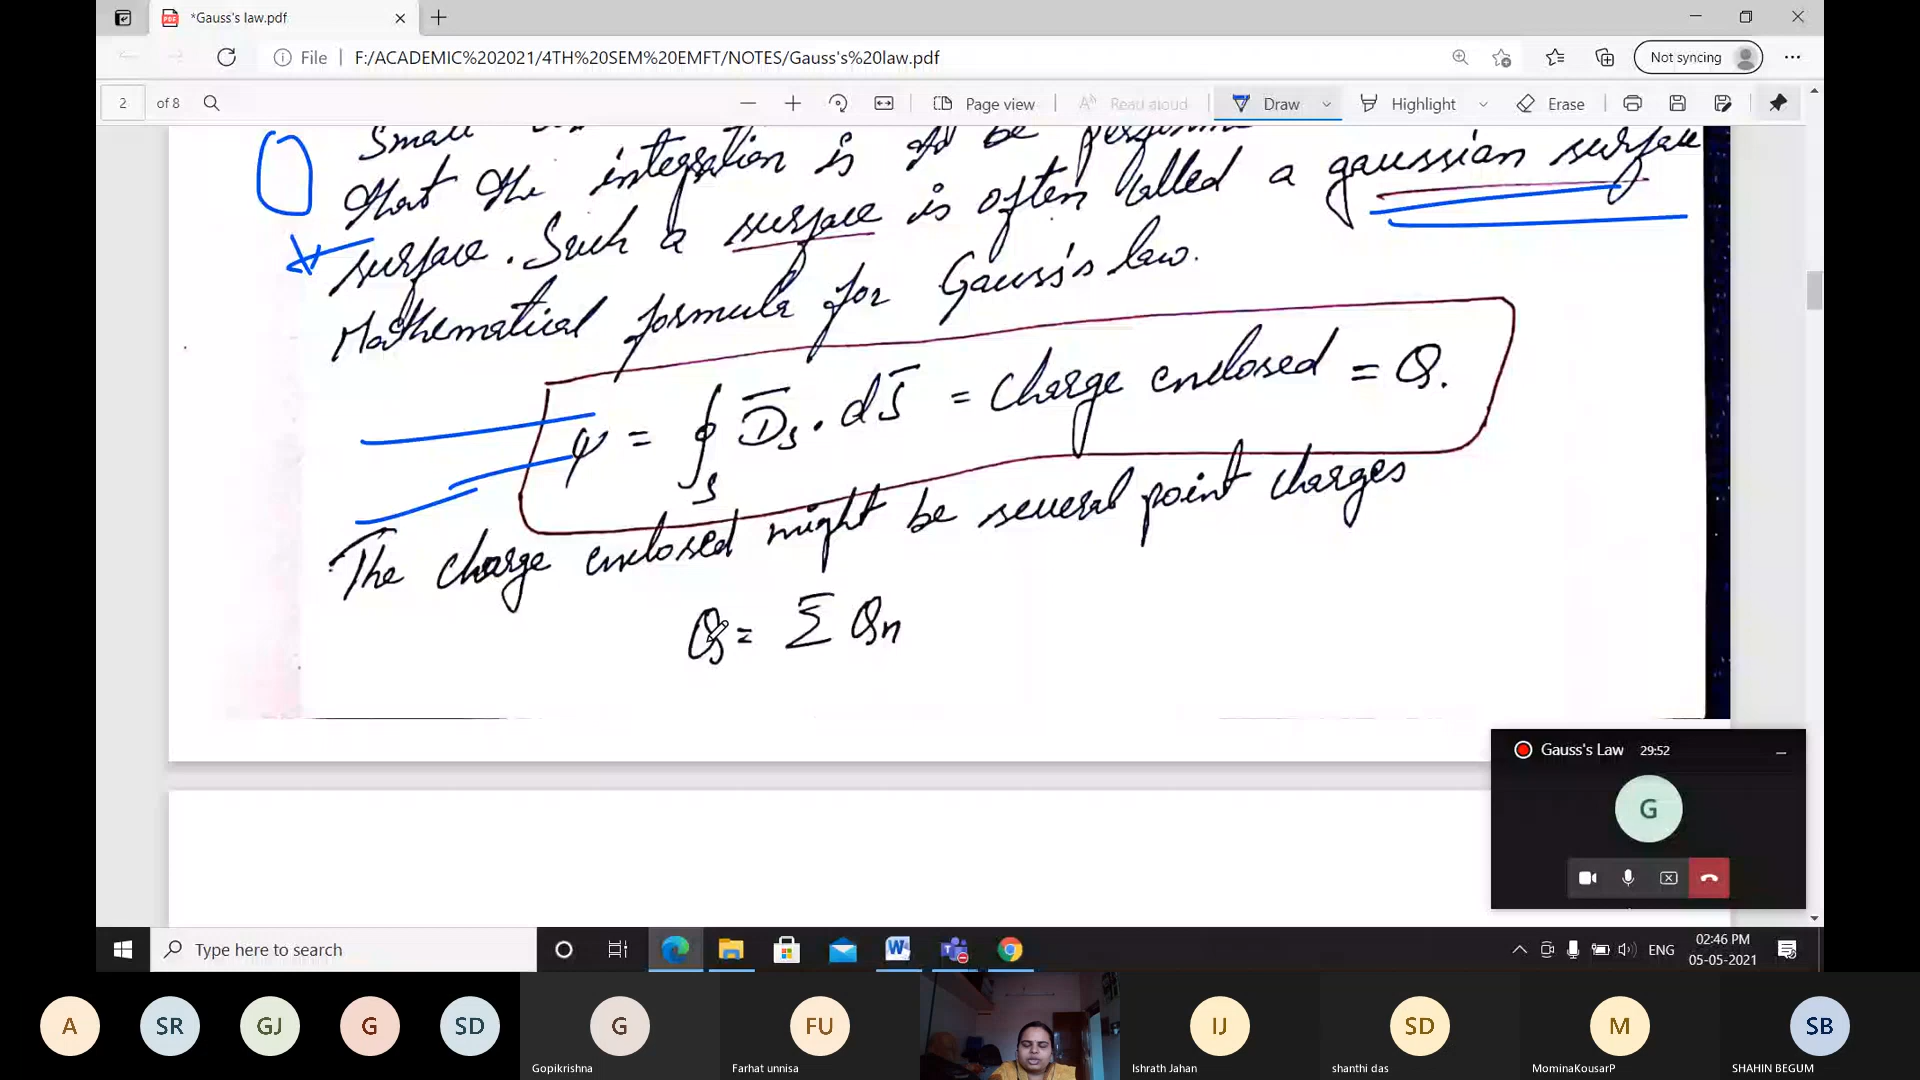 *Gauss's law.pdf
File F:/ACADEMIC%202021/4TH%20SEM%20EMFT/NOTES/Gauss's%20law.pdf Not syncing
2 of 8 Page view Read aloud Draw Highlight Erase
Small
that the integration is to be perform
surface. Such a surface is often called a gaussian surface
Mathematical formula for Gauss's law.
ψ = ∮s D̄s . dS̄ = Charge enclosed = Q.
The charge enclosed might be several point charges
Q = Σ Qn
Gauss's Law 29:52
G
Type here to search
ENG
02:46 PM
05-05-2021
A SR GJ G SD G FU IJ SD M SB
Gopikrishna Farhat unnisa Ishrath Jahan shanthi das MominaKousarP SHAHIN BEGUM